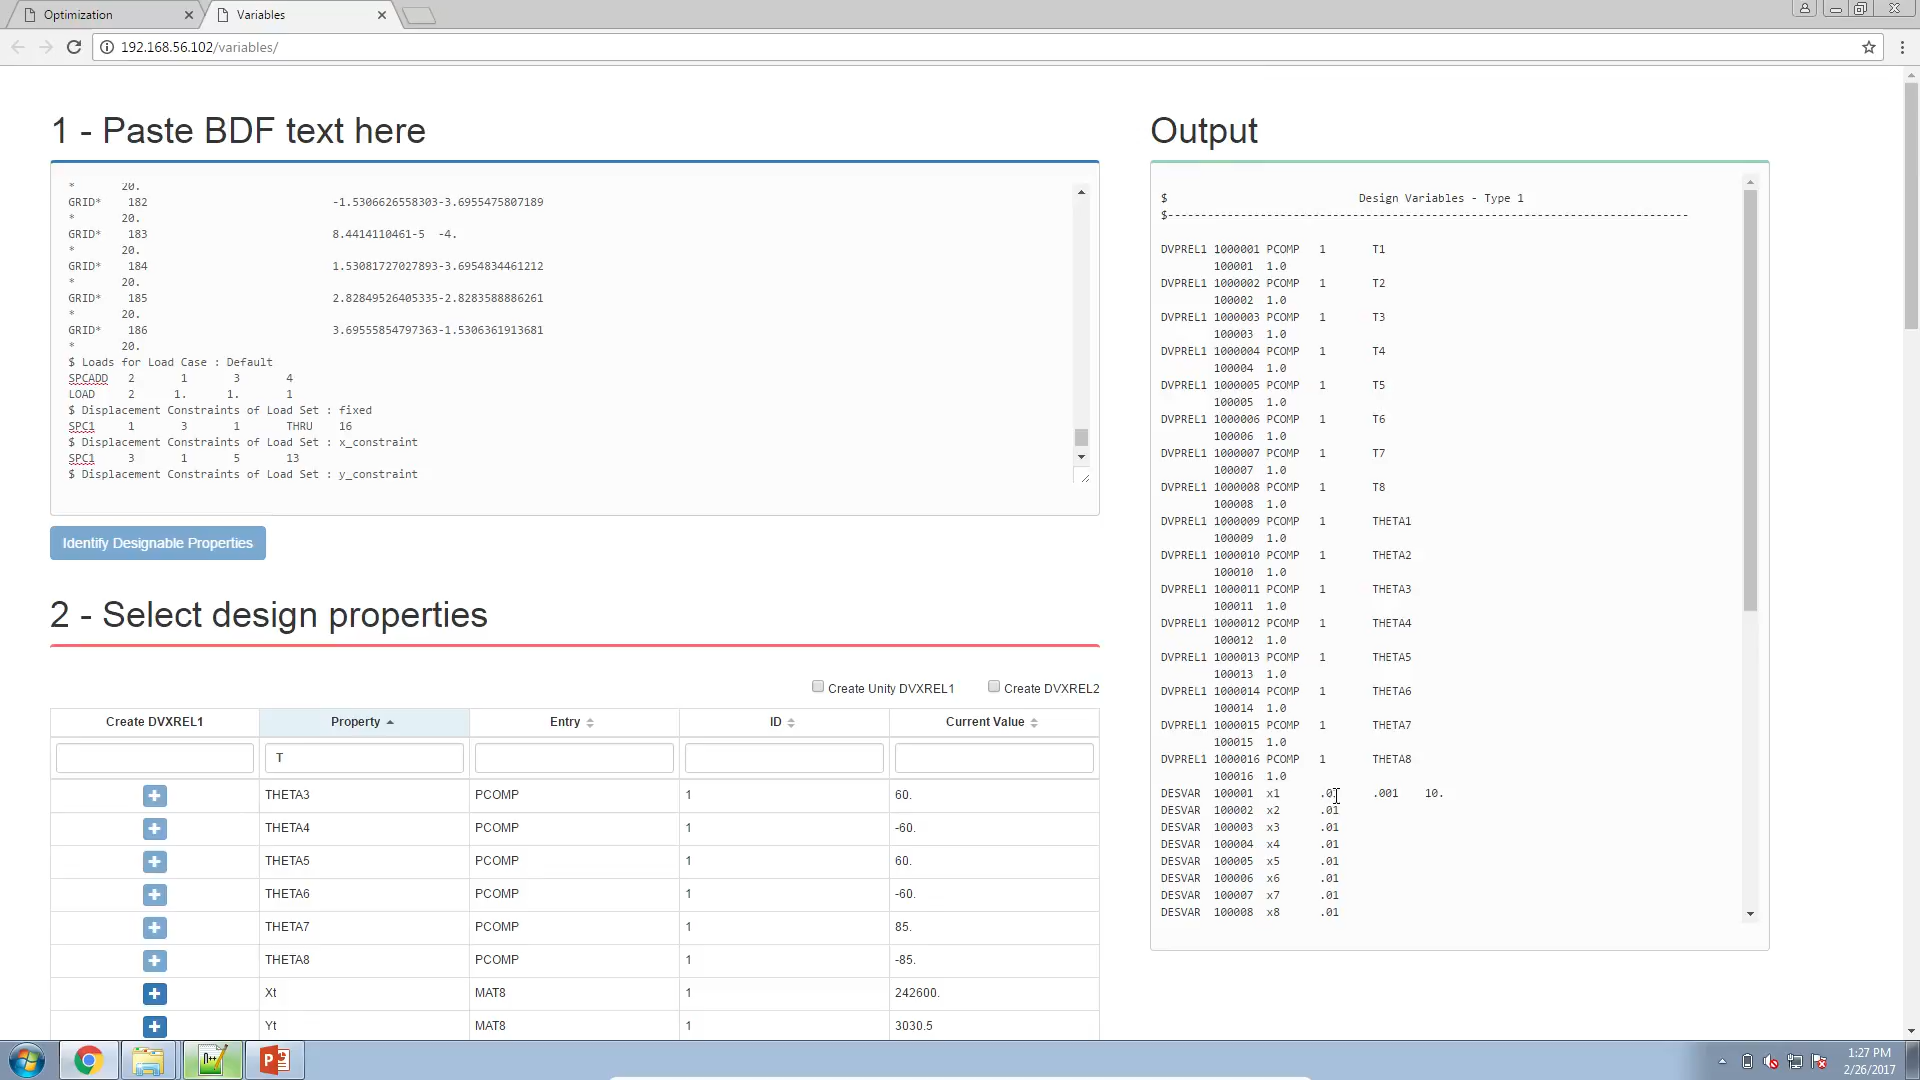 Optimization
Variables
192.168.56.102/variables/
1 - Paste BDF text here
* 20.
GRID* 182 -1.5306626558303-3.6955475807189
* 20.
GRID* 183 8.4414110461-5 -4.
* 20.
GRID* 184 1.53081727027893-3.6954834461212
* 20.
GRID* 185 2.82849526405335-2.8283588886261
* 20.
GRID* 186 3.69555854797363-1.5306361913681
* 20.
$ Loads for Load Case : Default
SPCADD 2 1 3 4
LOAD 2 1. 1. 1
$ Displacement Constraints of Load Set : fixed
SPC1 1 3 1 THRU 16
$ Displacement Constraints of Load Set : x_constraint
SPC1 3 1 5 13
$ Displacement Constraints of Load Set : y_constraint
Identify Designable Properties
2 - Select design properties
Create Unity DVXREL1 Create DVXREL2
Create DVXREL1 Property Entry ID Current Value
T
THETA3 PCOMP 1 60.
THETA4 PCOMP 1 -60.
THETA5 PCOMP 1 60.
THETA6 PCOMP 1 -60.
THETA7 PCOMP 1 85.
THETA8 PCOMP 1 -85.
Xt MAT8 1 242600.
Yt MAT8 1 3030.5
Output
$ Design Variables - Type 1
$-------------------------------------------------------------------------------
DVPREL1 1000001 PCOMP 1 T1
100001 1.0
DVPREL1 1000002 PCOMP 1 T2
100002 1.0
DVPREL1 1000003 PCOMP 1 T3
100003 1.0
DVPREL1 1000004 PCOMP 1 T4
100004 1.0
DVPREL1 1000005 PCOMP 1 T5
100005 1.0
DVPREL1 1000006 PCOMP 1 T6
100006 1.0
DVPREL1 1000007 PCOMP 1 T7
100007 1.0
DVPREL1 1000008 PCOMP 1 T8
100008 1.0
DVPREL1 1000009 PCOMP 1 THETA1
100009 1.0
DVPREL1 1000010 PCOMP 1 THETA2
100010 1.0
DVPREL1 1000011 PCOMP 1 THETA3
100011 1.0
DVPREL1 1000012 PCOMP 1 THETA4
100012 1.0
DVPREL1 1000013 PCOMP 1 THETA5
100013 1.0
DVPREL1 1000014 PCOMP 1 THETA6
100014 1.0
DVPREL1 1000015 PCOMP 1 THETA7
100015 1.0
DVPREL1 1000016 PCOMP 1 THETA8
100016 1.0
DESVAR 100001 x1 .01 .001 10.
DESVAR 100002 x2 .01
DESVAR 100003 x3 .01
DESVAR 100004 x4 .01
DESVAR 100005 x5 .01
DESVAR 100006 x6 .01
DESVAR 100007 x7 .01
DESVAR 100008 x8 .01
1:27 PM
2/26/2017